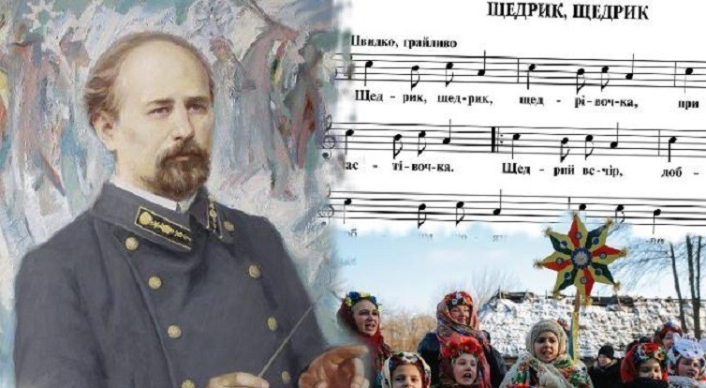 ЩЕДРИК, ЩЕДРИК
Швидко, грайливо
Щед - рик, щед-рик, щед - рі-воч-ка, при
ас - ті-воч-ка. Щед - рий ве-чір, доб -